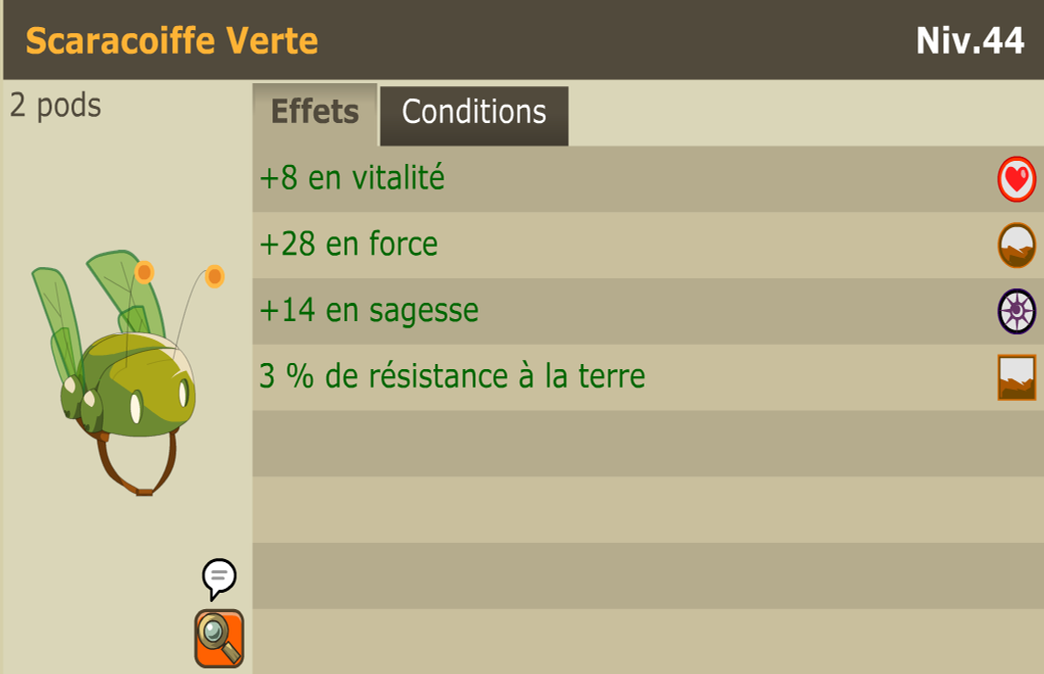 Scaracoiffe Verte
Niv.44
2 pods
Effets
Conditions
+8 en vitalité
+28 en force
+14 en sagesse
3 % de résistance à la terre